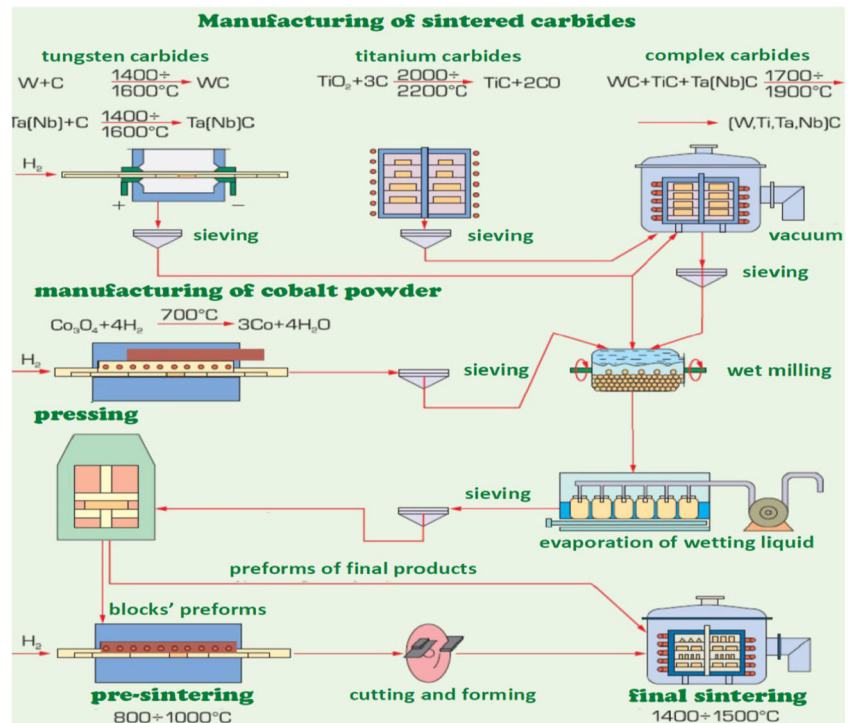 Manufacturing of sintered carbides
tungsten carbides
W+C 1400÷ 1600°C WC
Ta(Nb)+C 1400÷ 1600°C Ta(Nb)C
titanium carbides
TiO₂+3C 2000÷ 2200°C TiC+2CO
complex carbides
WC+TiC+Ta(Nb)C 1700÷ 1900°C
(W,Ti,Ta,Nb)C
H₂
+ −
sieving
sieving
vacuum
sieving
manufacturing of cobalt powder
Co₃O₄+4H₂ 700°C 3Co+4H₂O
H₂
sieving
wet milling
pressing
sieving
evaporation of wetting liquid
preforms of final products
blocks’ preforms
H₂
pre-sintering
800÷1000°C
cutting and forming
final sintering
1400÷1500°C